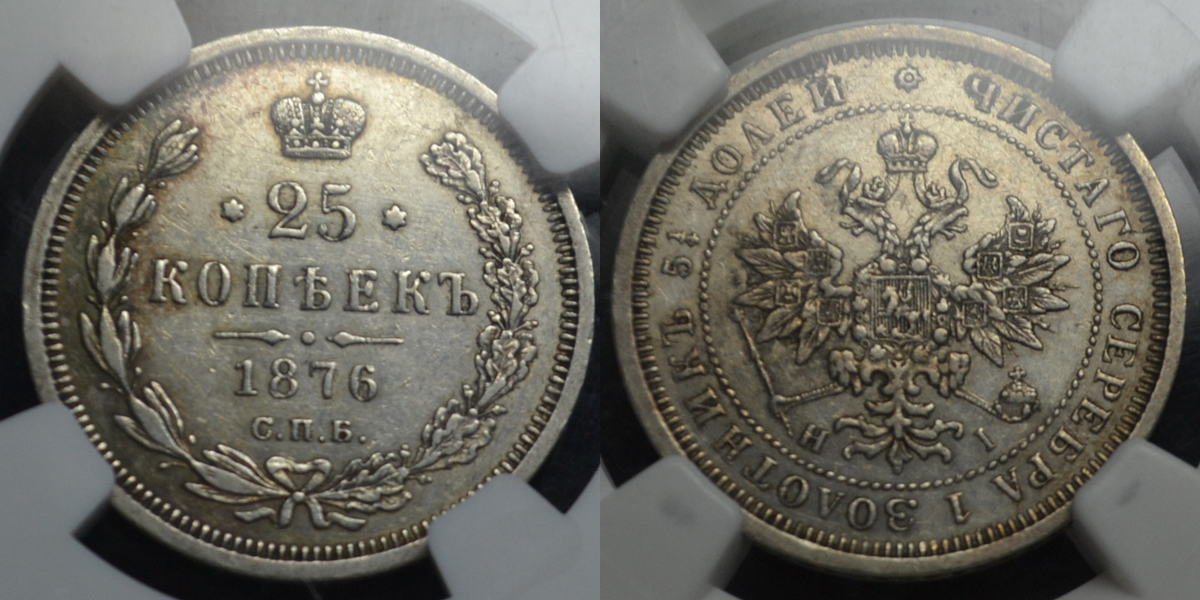 * 25 *
КОПѢЕКЪ
1876
С.П.Б.
ЧИСТАГО СЕРЕБРА 1 ЗОЛОТНИКЪ 5¼ ДОЛЕЙ
Н I